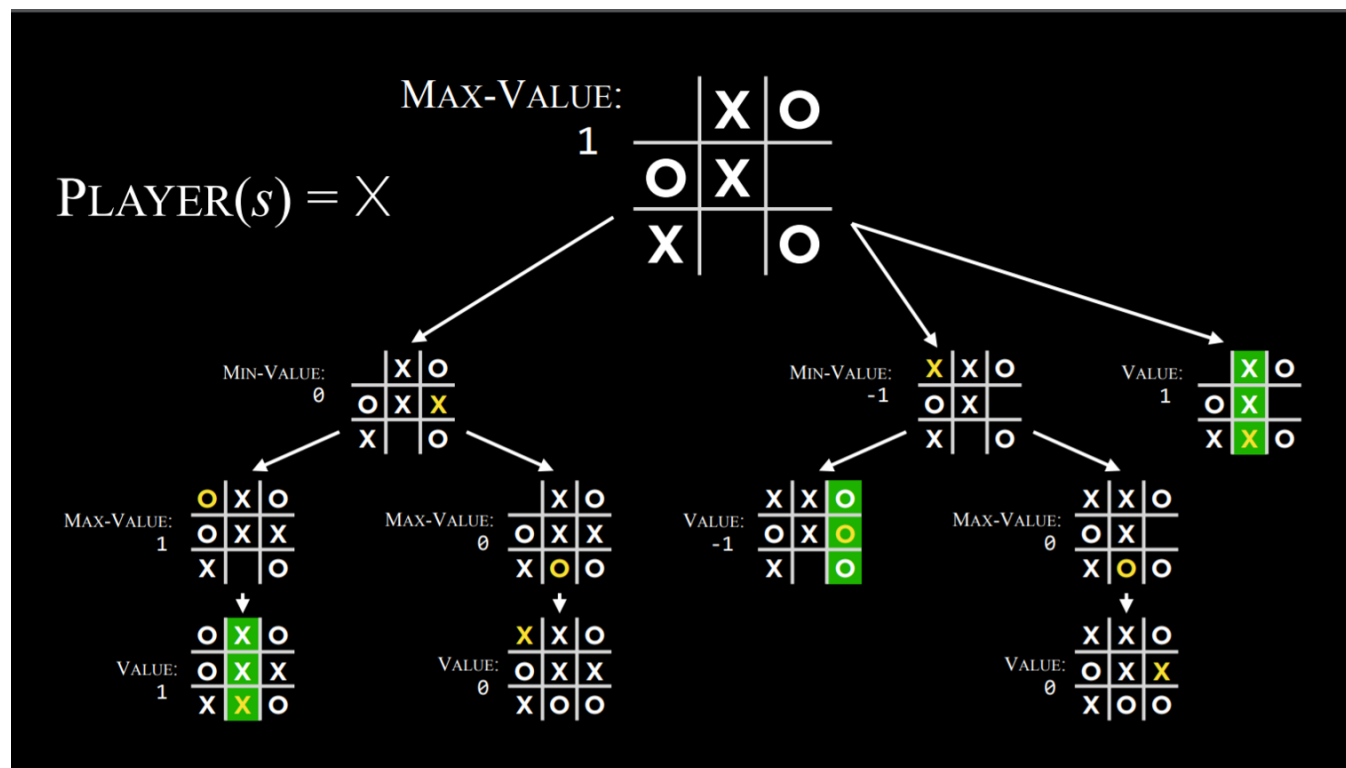 MAX-VALUE:
1
X O
O X
X O
PLAYER(s) = X
MIN-VALUE:
0
X O
O X X
X O
MIN-VALUE:
-1
X X O
O X
X O
VALUE:
1
X O
O X
X X O
MAX-VALUE:
1
O X O
O X X
X O
MAX-VALUE:
0
X O
O X X
X O O
VALUE:
-1
X X O
O X O
X O
MAX-VALUE:
0
X X O
O X
X O O
VALUE:
1
O X O
O X X
X X O
VALUE:
0
X X O
O X X
X O O
VALUE:
0
X X O
O X X
X O O